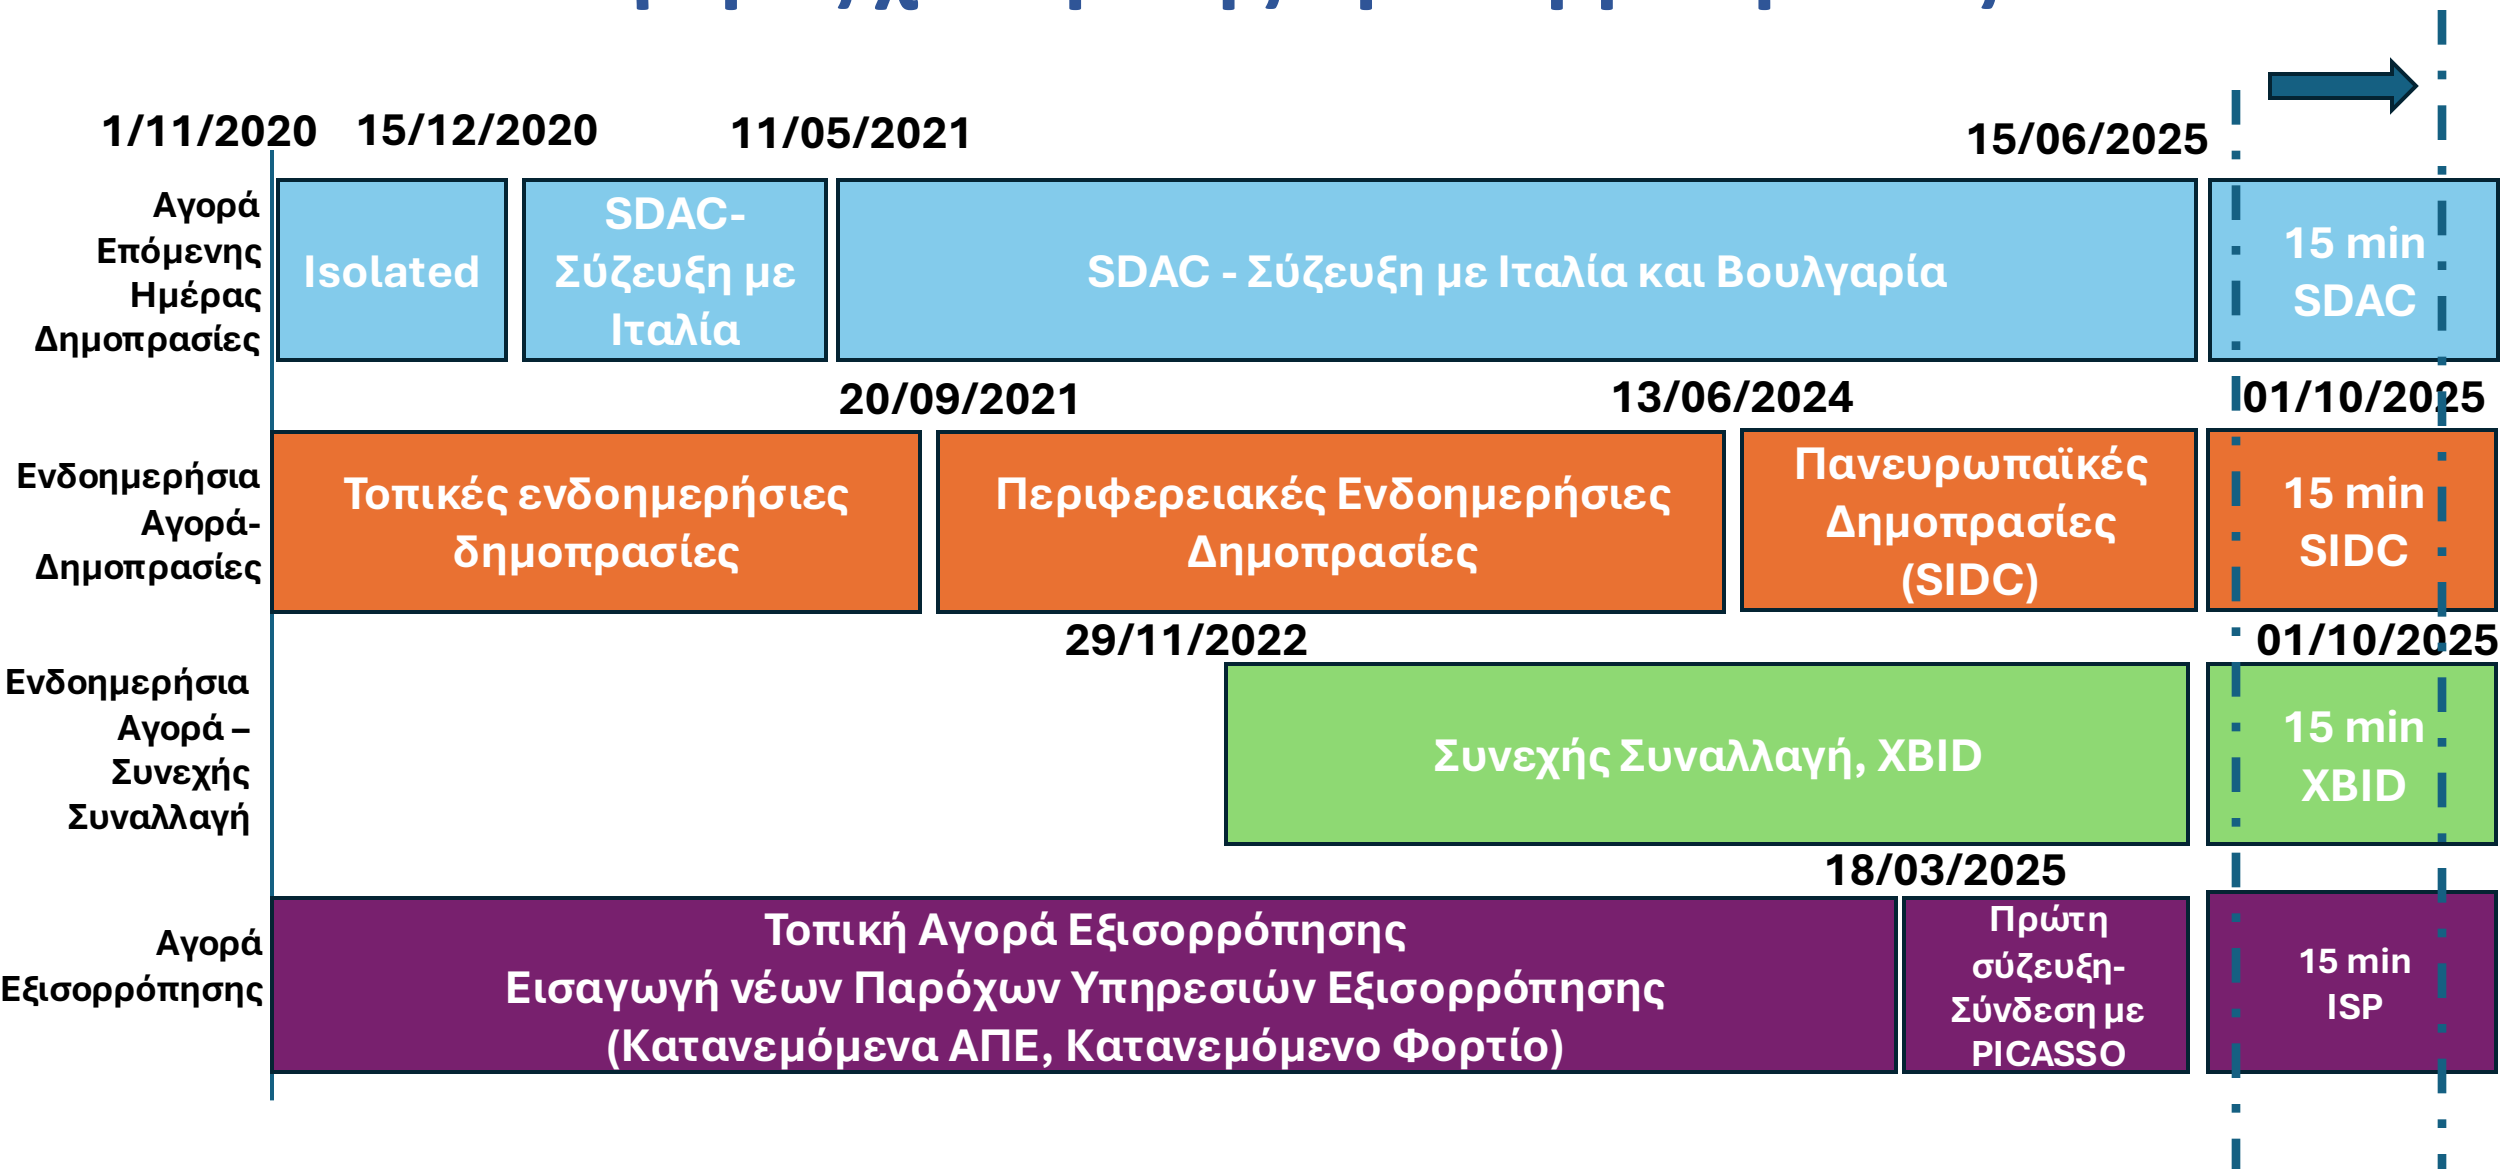 1/11/2020 15/12/2020 11/05/2021 15/06/2025
Αγορά
Επόμενης
Ημέρας
Δημοπρασίες
Isolated
SDAC-
Σύζευξη με
Ιταλία
SDAC - Σύζευξη με Ιταλία και Βουλγαρία
15 min
SDAC
20/09/2021 13/06/2024 01/10/2025
Ενδοημερήσια
Αγορά-
Δημοπρασίες
Τοπικές ενδοημερήσιες
δημοπρασίες
Περιφερειακές Ενδοημερήσιες
Δημοπρασίες
Πανευρωπαϊκές
Δημοπρασίες
(SIDC)
15 min
SIDC
29/11/2022 01/10/2025
Ενδοημερήσια
Αγορά –
Συνεχής
Συναλλαγή
Συνεχής Συναλλαγή, XBID
15 min
XBID
18/03/2025
Αγορά
Εξισορρόπησης
Τοπική Αγορά Εξισορρόπησης
Εισαγωγή νέων Παρόχων Υπηρεσιών Εξισορρόπησης
(Κατανεμόμενα ΑΠΕ, Κατανεμόμενο Φορτίο)
Πρώτη
σύζευξη-
Σύνδεση με
PICASSO
15 min
ISP